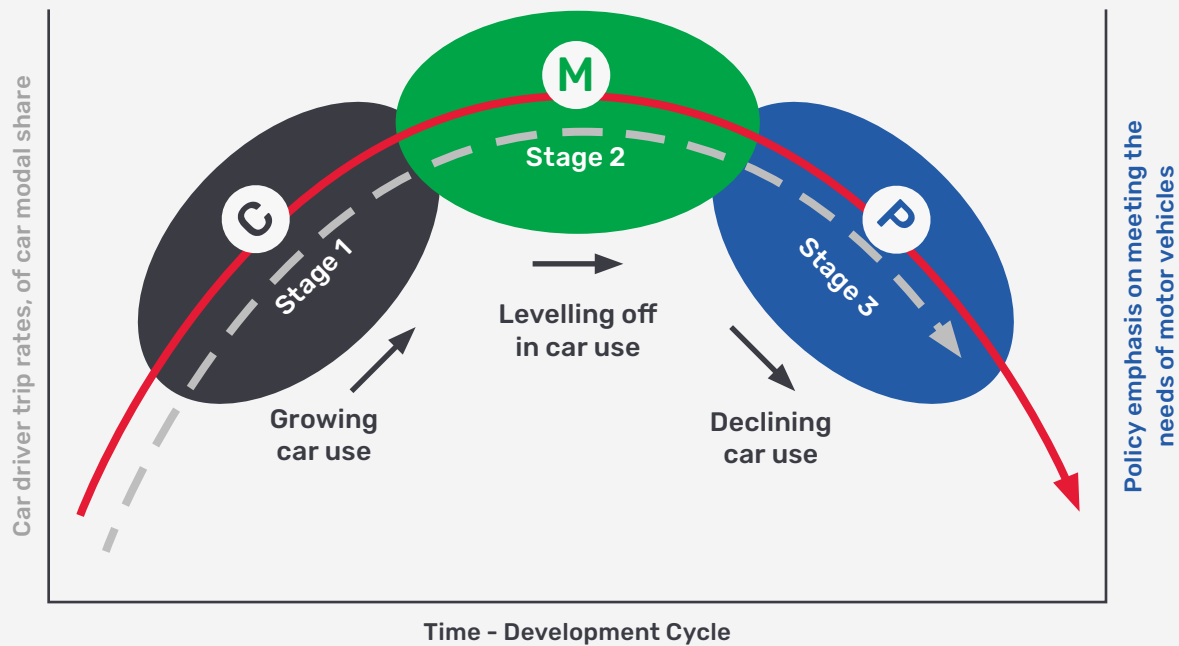 Car driver trip rates, of car modal share
C
Stage 1
M
Stage 2
P
Stage 3
Growing
car use
Levelling off
in car use
Declining
car use
Policy emphasis on meeting the
needs of motor vehicles
Time - Development Cycle